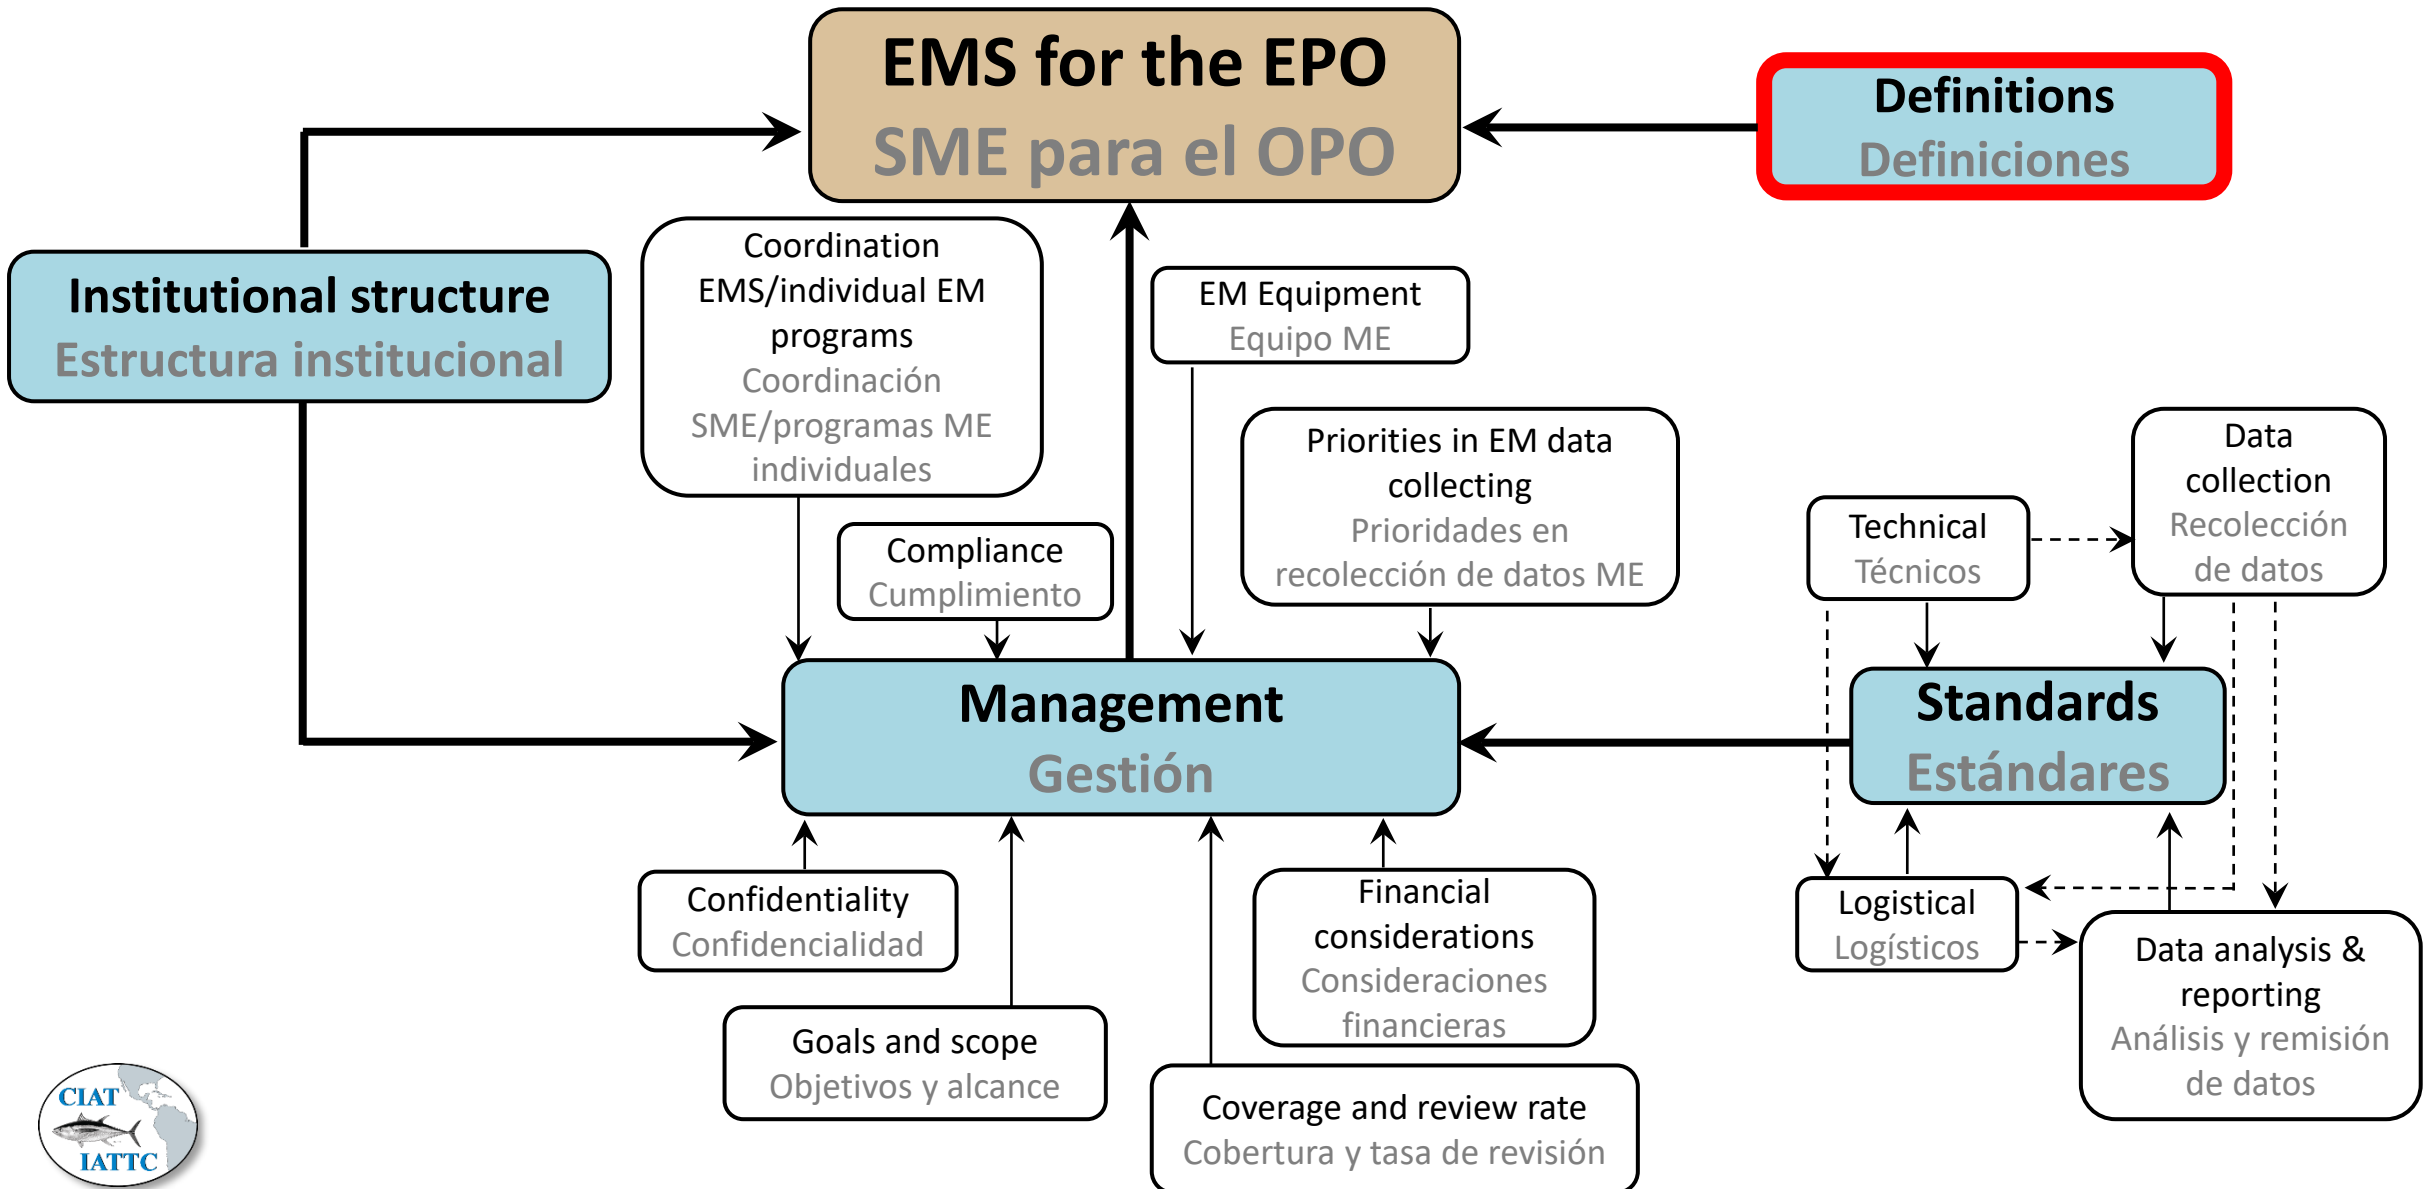 EMS for the EPO
SME para el OPO
Definitions
Definiciones
Institutional structure
Estructura institucional
Coordination
EMS/individual EM
programs
Coordinación
SME/programas ME
individuales
EM Equipment
Equipo ME
Compliance
Cumplimiento
Priorities in EM data
collecting
Prioridades en
recolección de datos ME
Technical
Técnicos
Data
collection
Recolección
de datos
Management
Gestión
Standards
Estándares
Confidentiality
Confidencialidad
Goals and scope
Objetivos y alcance
Coverage and review rate
Cobertura y tasa de revisión
Financial
considerations
Consideraciones
financieras
Logistical
Logísticos
Data analysis &
reporting
Análisis y remisión
de datos
CIAT
IATTC